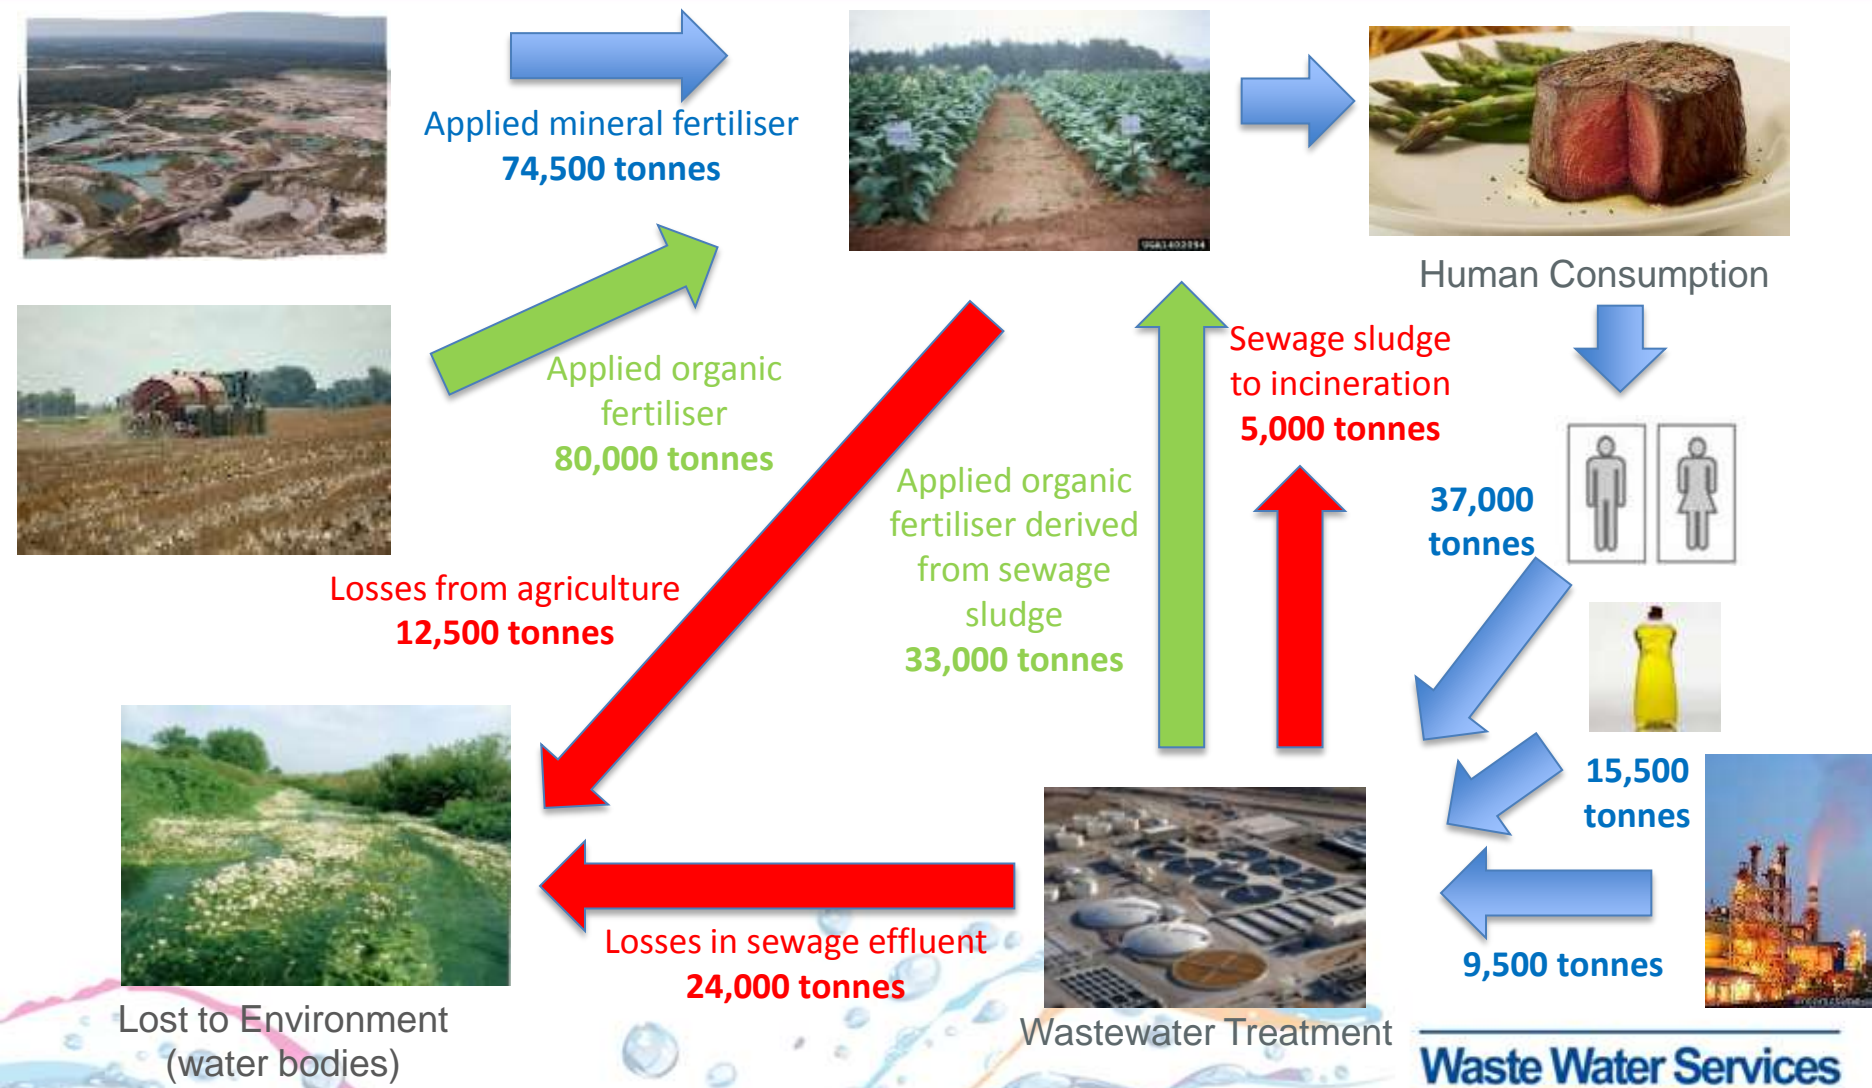 Applied mineral fertiliser
74,500 tonnes
UGA1402094
Human Consumption
Applied organic
fertiliser
80,000 tonnes
Sewage sludge
to incineration
5,000 tonnes
Applied organic
fertiliser derived
from sewage
sludge
33,000 tonnes
37,000
tonnes
Losses from agriculture
12,500 tonnes
15,500
tonnes
9,500 tonnes
Losses in sewage effluent
24,000 tonnes
Lost to Environment
(water bodies)
Wastewater Treatment
Waste Water Services